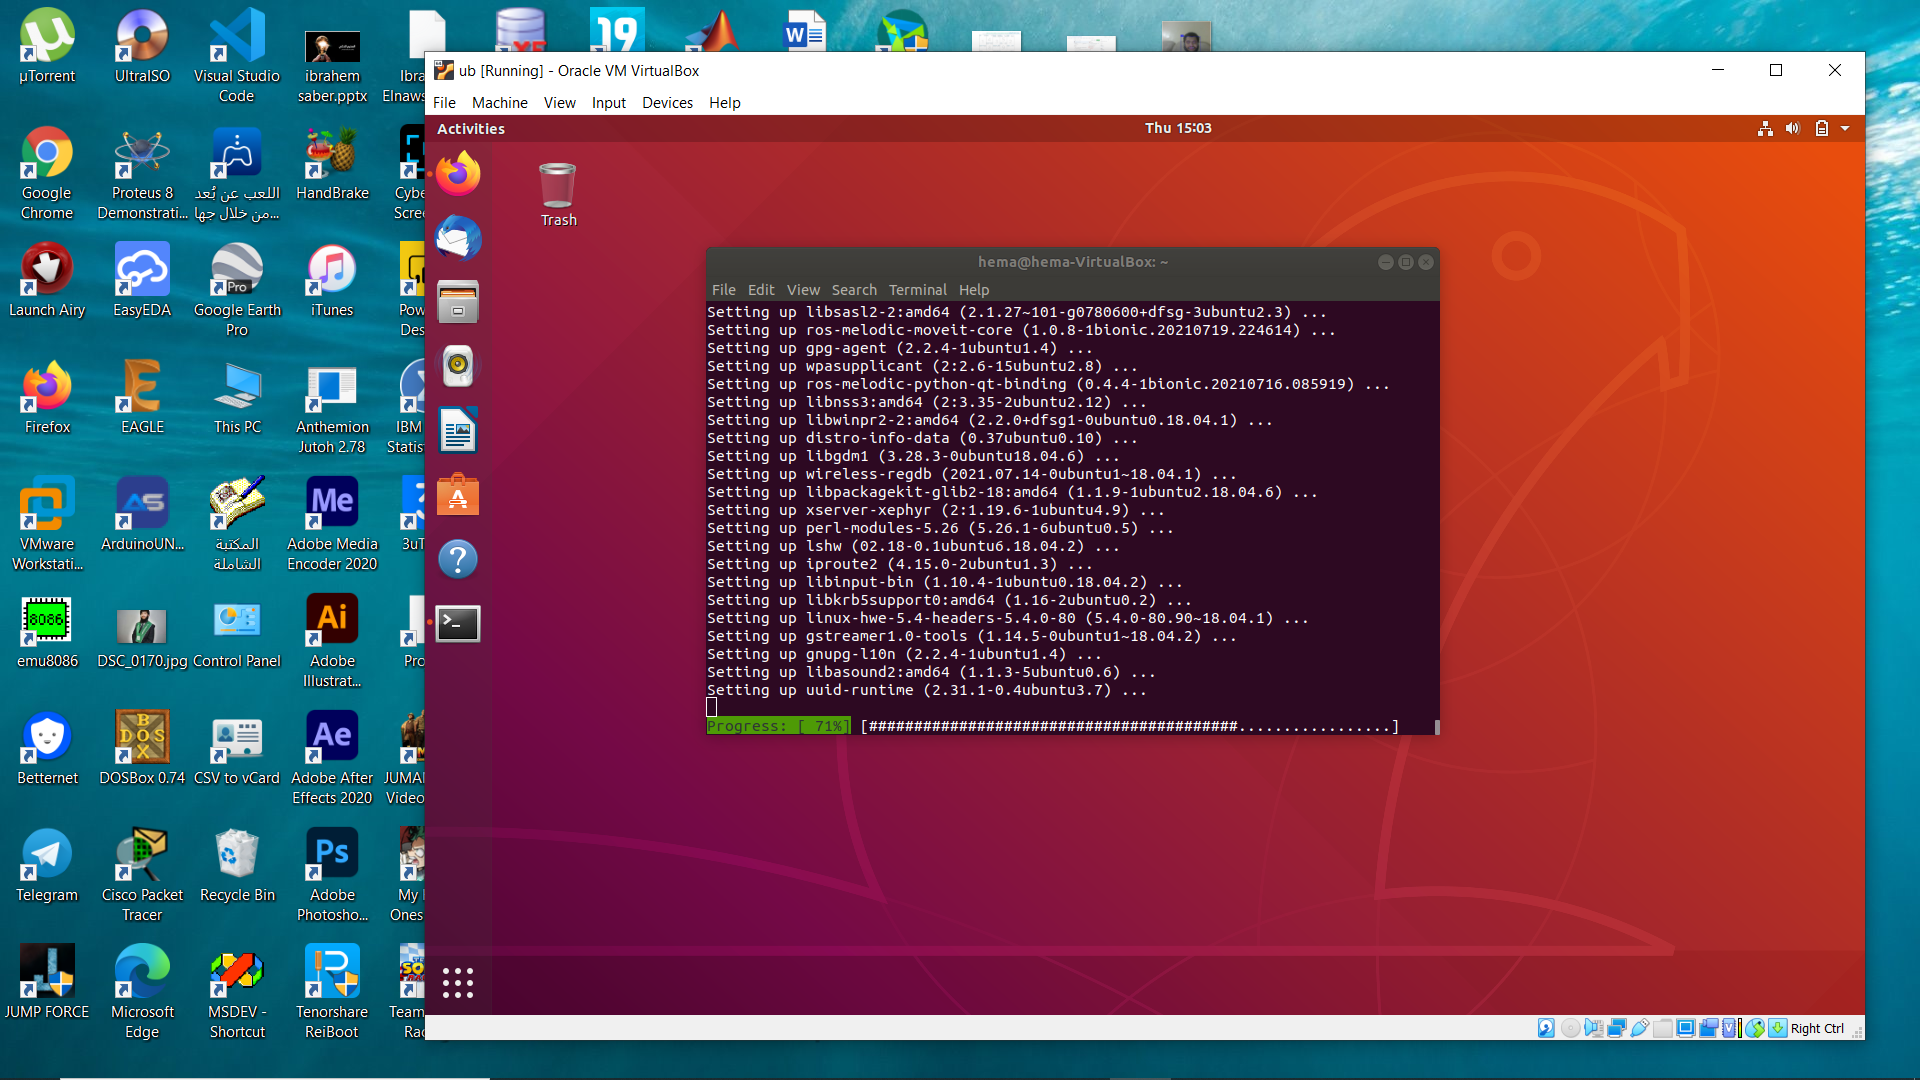 µTorrent
UltraISO
Visual Studio
Code
ibrahem
saber.pptx
Ibra
Elnaws
19
Google
Chrome
Proteus 8
Demonstrati...
اللعب عن بُعد
من خلال جها...
HandBrake
Cybe
Scree
Launch Airy
EasyEDA
Pro
Google Earth
Pro
iTunes
Pow
Des
Firefox
EAGLE
This PC
Anthemion
Jutoh 2.78
IBM
Statis
VMware
Workstati...
AS
ArduinoUN...
المكتبة
الشاملة
Me
Adobe Media
Encoder 2020
3uT
8086
emu8086
DSC_0170.jpg
Control Panel
Ai
Adobe
Illustrat...
Pro
Betternet
DOS
BOX
DOSBox 0.74
CSV to vCard
Ae
Adobe After
Effects 2020
JUMA
Video
Telegram
Cisco Packet
Tracer
Recycle Bin
Ps
Adobe
Photosho...
My
Ones
JUMP FORCE
Microsoft
Edge
MSDEV -
Shortcut
Tenorshare
ReiBoot
Team
Rac
ub [Running] - Oracle VM VirtualBox
File Machine View Input Devices Help
Activities
Thu 15:03
Trash
hema@hema-VirtualBox: ~
File Edit View Search Terminal Help
Setting up libsasl2-2:amd64 (2.1.27~101-g0780600+dfsg-3ubuntu2.3) ...
Setting up ros-melodic-moveit-core (1.0.8-1bionic.20210719.224614) ...
Setting up gpg-agent (2.2.4-1ubuntu1.4) ...
Setting up wpasupplicant (2:2.6-15ubuntu2.8) ...
Setting up ros-melodic-python-qt-binding (0.4.4-1bionic.20210716.085919) ...
Setting up libnss3:amd64 (2:3.35-2ubuntu2.12) ...
Setting up libwinpr2-2:amd64 (2.2.0+dfsg1-0ubuntu0.18.04.1) ...
Setting up distro-info-data (0.37ubuntu0.10) ...
Setting up libgdm1 (3.28.3-0ubuntu18.04.6) ...
Setting up wireless-regdb (2021.07.14-0ubuntu1~18.04.1) ...
Setting up libpackagekit-glib2-18:amd64 (1.1.9-1ubuntu2.18.04.6) ...
Setting up xserver-xephyr (2:1.19.6-1ubuntu4.9) ...
Setting up perl-modules-5.26 (5.26.1-6ubuntu0.5) ...
Setting up lshw (02.18-0.1ubuntu6.18.04.2) ...
Setting up iproute2 (4.15.0-2ubuntu1.3) ...
Setting up libinput-bin (1.10.4-1ubuntu0.18.04.2) ...
Setting up libkrb5support0:amd64 (1.16-2ubuntu0.2) ...
Setting up linux-hwe-5.4-headers-5.4.0-80 (5.4.0-80.90~18.04.1) ...
Setting up gstreamer1.0-tools (1.14.5-0ubuntu1~18.04.2) ...
Setting up gnupg-l10n (2.2.4-1ubuntu1.4) ...
Setting up libasound2:amd64 (1.1.3-5ubuntu0.6) ...
Setting up uuid-runtime (2.31.1-0.4ubuntu3.7) ...
Progress: [ 71%] [#########################################.................]
Right Ctrl